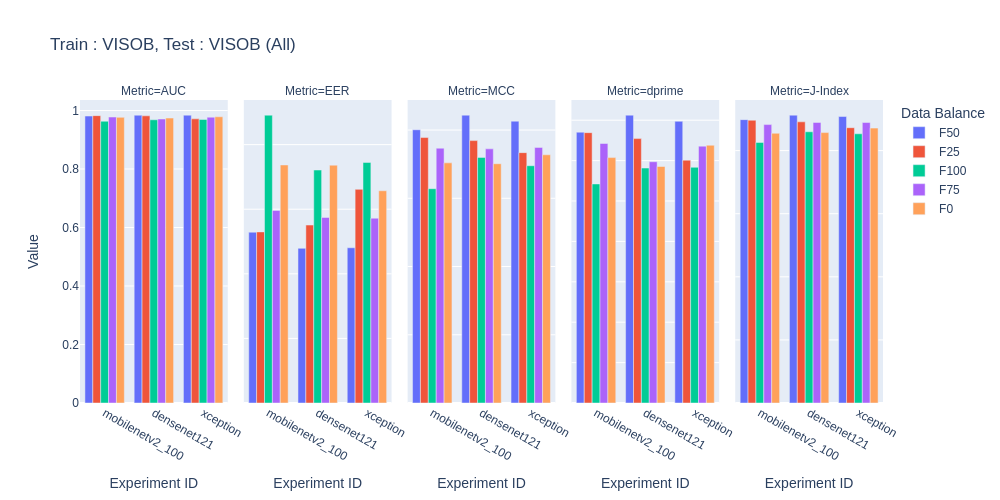 Train : VISOB, Test : VISOB (All)
Metric=AUC
Metric=EER
Metric=MCC
Metric=dprime
Metric=J-Index
Data Balance
F50
F25
F100
F75
F0
1
0.8
0.6
0.4
0.2
0
Value
mobilenetv2_100
densenet121
xception
mobilenetv2_100
densenet121
xception
mobilenetv2_100
densenet121
xception
mobilenetv2_100
densenet121
xception
mobilenetv2_100
densenet121
xception
Experiment ID
Experiment ID
Experiment ID
Experiment ID
Experiment ID